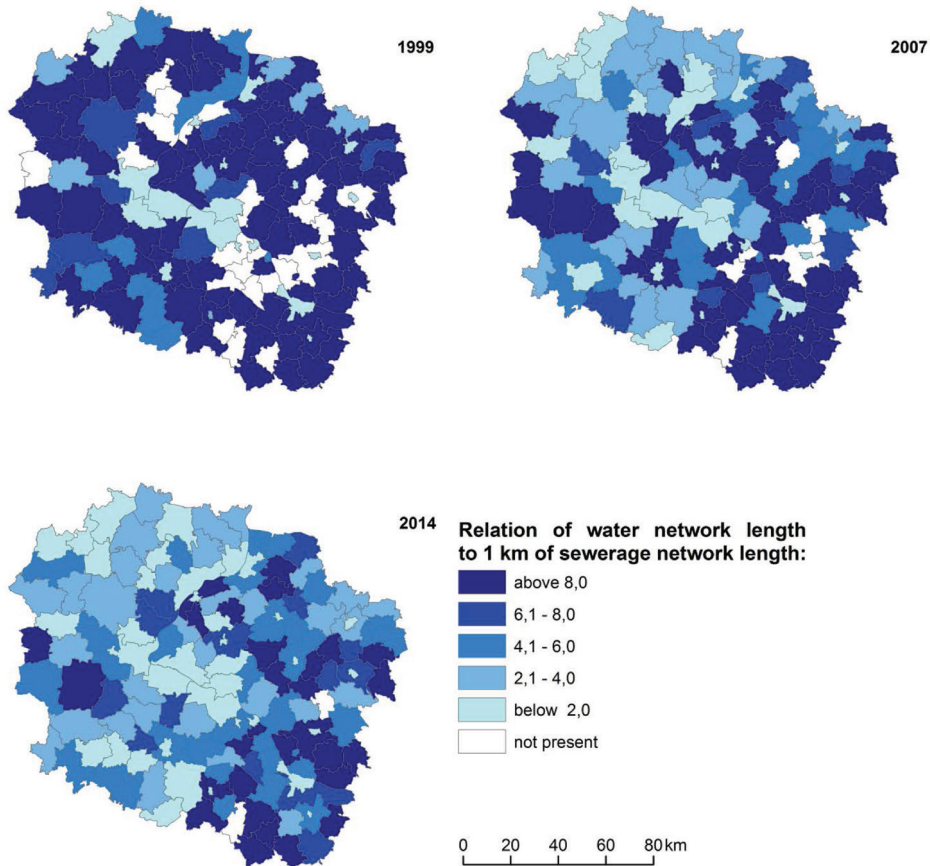 1999
2007
2014
Relation of water network length
to 1 km of sewerage network length:
above 8,0
6,1 - 8,0
4,1 - 6,0
2,1 - 4,0
below 2,0
not present
0 20 40 60 80 km